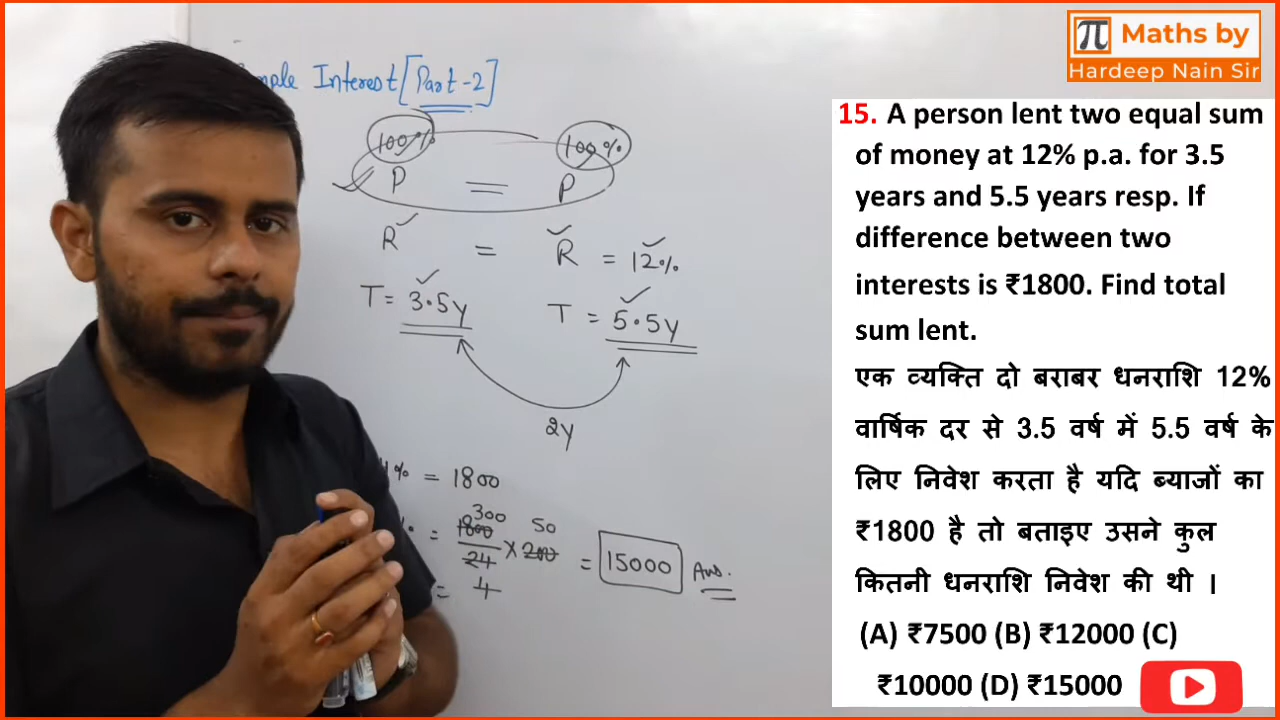 Maths by
Hardeep Nain Sir
Interest [Part-2]
100% 100%
P = P
R = R = 12%
T = 3.5y T = 5.5y
2y
= 1800
= 1800/24 × 200 = 15000 Ans.
300 50
= 4
15. A person lent two equal sum
of money at 12% p.a. for 3.5
years and 5.5 years resp. If
difference between two
interests is ₹1800. Find total
sum lent.
एक व्यक्ति दो बराबर धनराशि 12%
वार्षिक दर से 3.5 वर्ष में 5.5 वर्ष के
लिए निवेश करता है यदि ब्याजों का
₹1800 है तो बताइए उसने कुल
कितनी धनराशि निवेश की थी ।
(A) ₹7500 (B) ₹12000 (C)
₹10000 (D) ₹15000